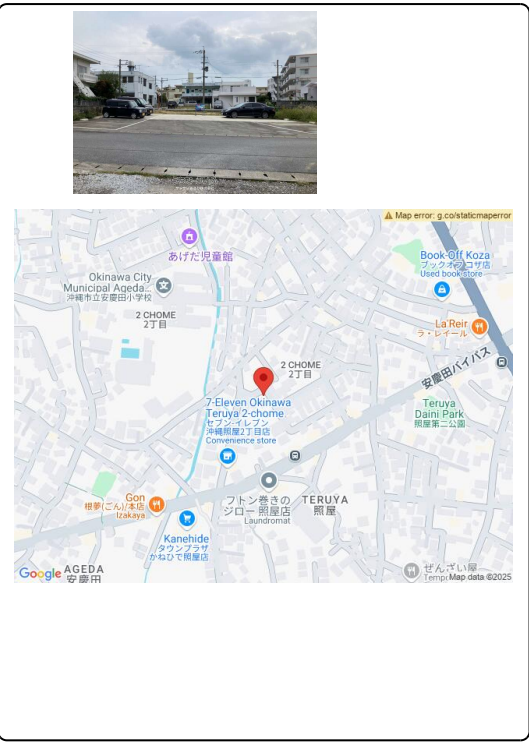 Map error: g.co/staticmaperror
あげだ児童館
Book-Off Koza
ブックオフ コザ店
Used book store
Okinawa City
Municipal Ageda...
沖縄市立安慶田小学校
2 CHOME
2丁目
La Reir
ラ・レイール
安慶田バイパス
2 CHOME
2丁目
7-Eleven Okinawa
Teruya 2-chome
セブン-イレブン
沖縄照屋2丁目店
Convenience store
Teruya
Daini Park
照屋第二公園
Gon
根夢(ごん)/本店
Izakaya
フトン巻きの
ジロー 照屋店
Laundromat
TERUYA
照屋
Kanehide
タウンプラザ
かねひで照屋店
ぜんざい屋
Google
AGEDA
安慶田
Map data ©2025